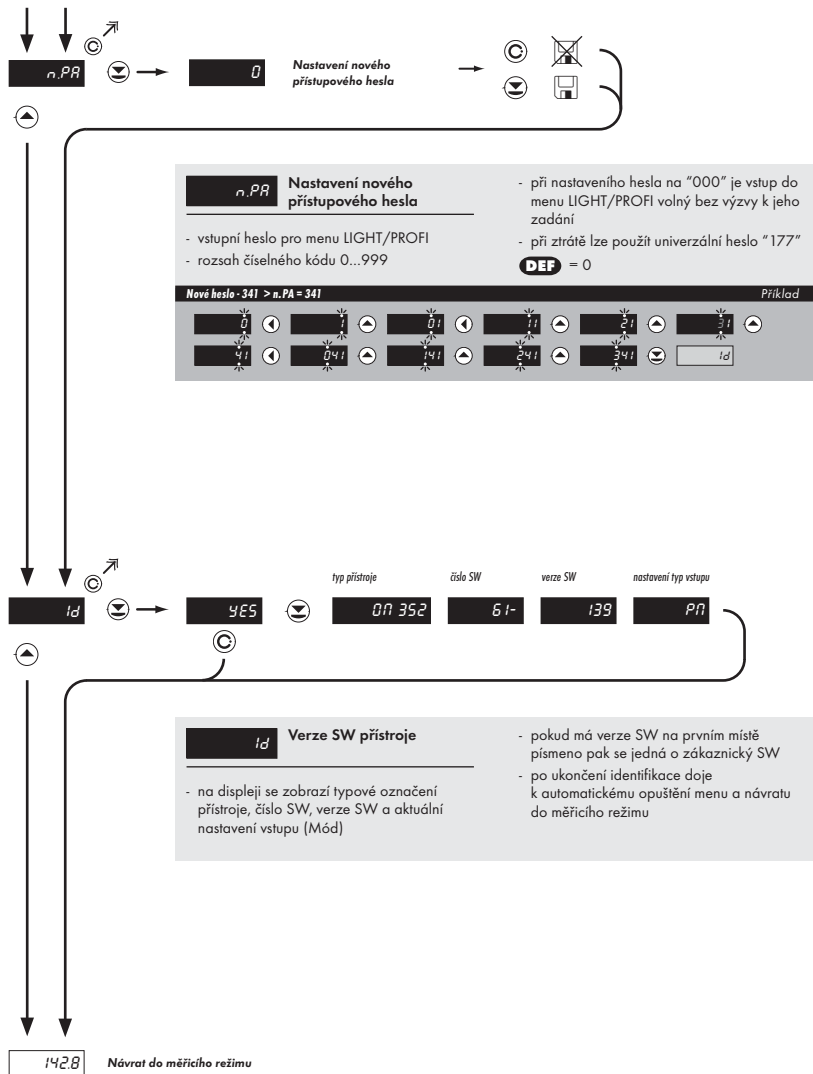 n.PA
0
Nastavení nového
přístupového hesla
n.PA
Nastavení nového
přístupového hesla
- vstupní heslo pro menu LIGHT/PROFI
- rozsah číselného kódu 0...999
- při nastaveního hesla na "000" je vstup do
menu LIGHT/PROFI volný bez výzvy k jeho
zadání
- při ztrátě lze použít univerzální heslo "177"
DEF = 0
Nové heslo - 341 > n. PA = 341
Příklad
0 1 01 11 21 31
41 041 141 241 341 Id
typ přístroje číslo SW verze SW nastavení typ vstupu
Id YES OM 352 61- 139 PM
Id
Verze SW přístroje
- na displeji se zobrazí typové označení
přístroje, číslo SW, verze SW a aktuální
nastavení vstupu (Mód)
- pokud má verze SW na prvním místě
písmeno pak se jedná o zákaznický SW
- po ukončení identifikace doje
k automatickému opuštění menu a návratu
do měřicího režimu
142.8 Návrat do měřicího režimu